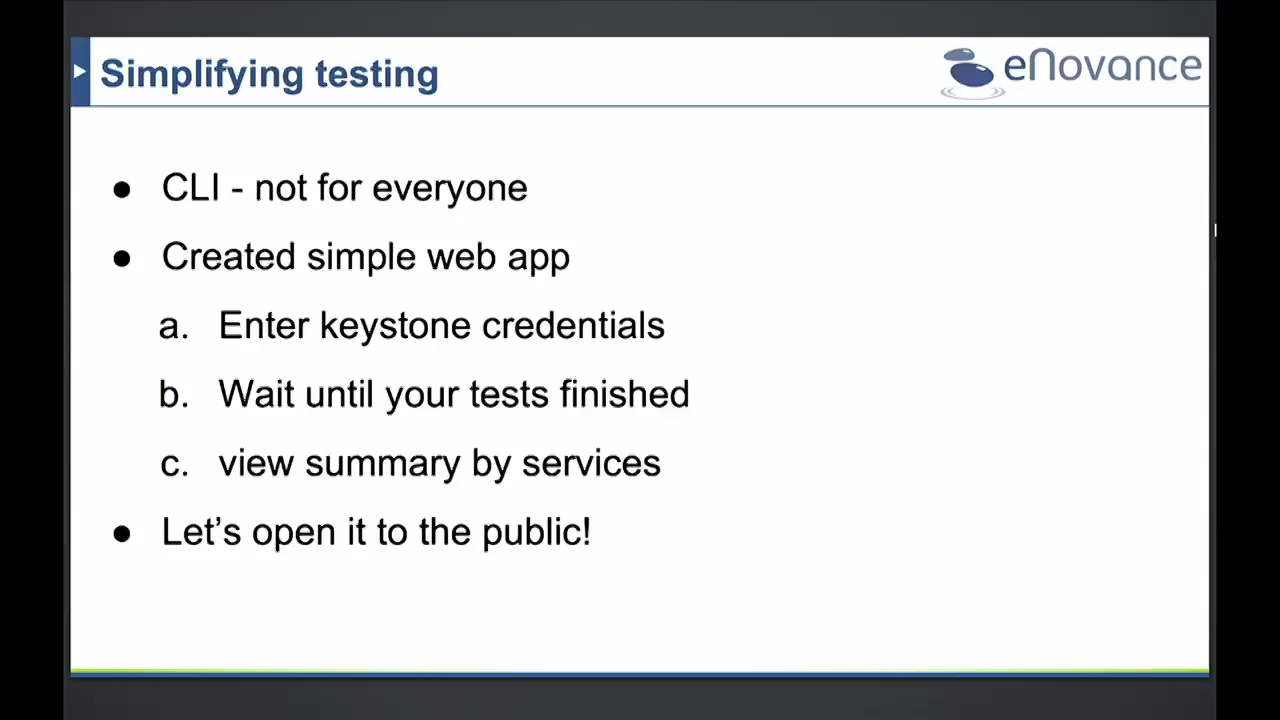 Simplifying testing
eNovance
● CLI - not for everyone
● Created simple web app
a. Enter keystone credentials
b. Wait until your tests finished
c. view summary by services
● Let's open it to the public!